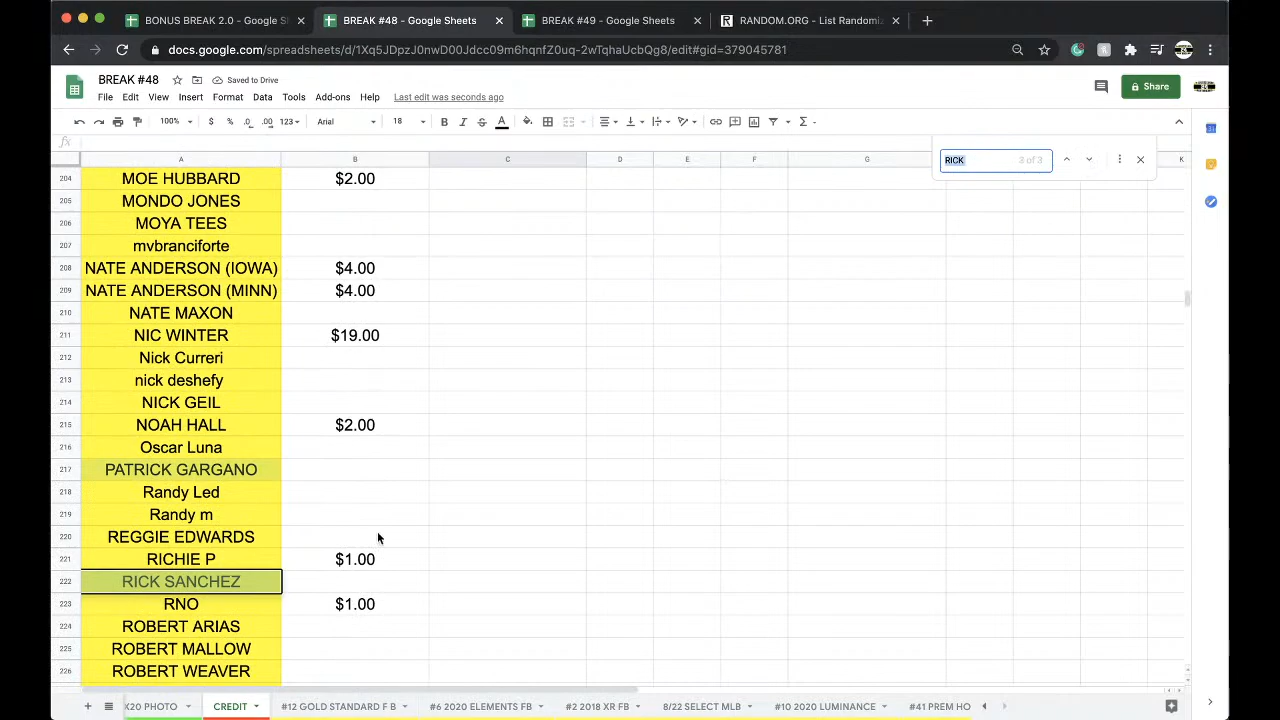 BONUS BREAK 2.0 - Google S
BREAK #48 - Google Sheets
BREAK #49 - Google Sheets
RANDOM.ORG - List Randomi
docs.google.com/spreadsheets/d/1Xq5JDpzJ0nwD00Jdcc09m6hqnfZ0uq-2wTqhaUcbQg8/edit#gid=379045781
BREAK #48
Saved to Drive
File Edit View Insert Format Data Tools Add-ons Help Last edit was seconds ago
Share
100% $ % .0 .00 123 Arial 18 B I S A
fx
RICK 3 of 3
A B C D E F G K
204 MOE HUBBARD $2.00
205 MONDO JONES
206 MOYA TEES
207 mvbranciforte
208 NATE ANDERSON (IOWA) $4.00
209 NATE ANDERSON (MINN) $4.00
210 NATE MAXON
211 NIC WINTER $19.00
212 Nick Curreri
213 nick deshefy
214 NICK GEIL
215 NOAH HALL $2.00
216 Oscar Luna
217 PATRICK GARGANO
218 Randy Led
219 Randy m
220 REGGIE EDWARDS
221 RICHIE P $1.00
222 RICK SANCHEZ
223 RNO $1.00
224 ROBERT ARIAS
225 ROBERT MALLOW
226 ROBERT WEAVER
X20 PHOTO CREDIT #12 GOLD STANDARD F B #6 2020 ELEMENTS FB #2 2018 XR FB 8/22 SELECT MLB #10 2020 LUMINANCE #41 PREM HO